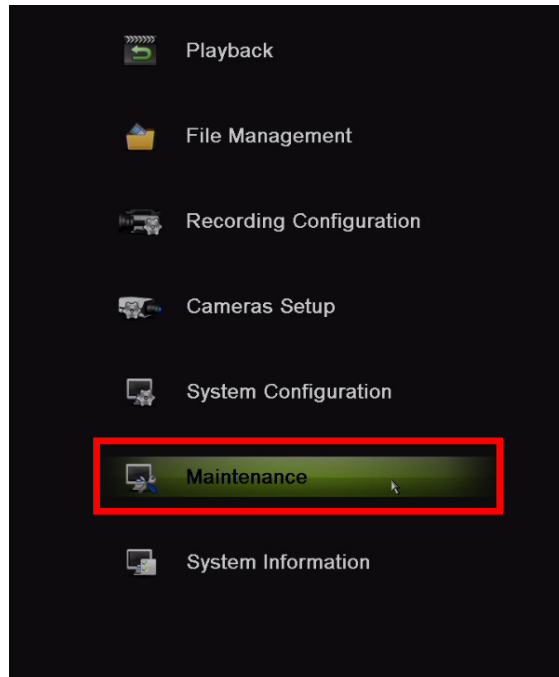 Playback
File Management
Recording Configuration
Cameras Setup
System Configuration
Maintenance
System Information